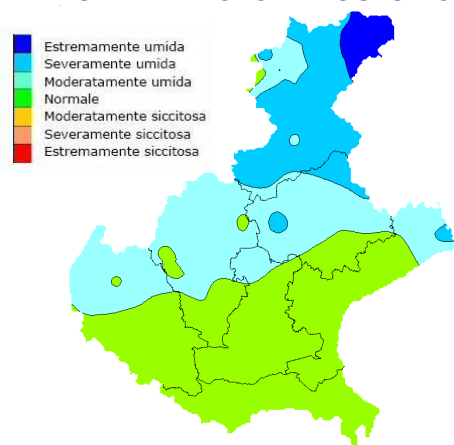 Estremamente umida
Severamente umida
Moderatamente umida
Normale
Moderatamente siccitosa
Severamente siccitosa
Estremamente siccitosa